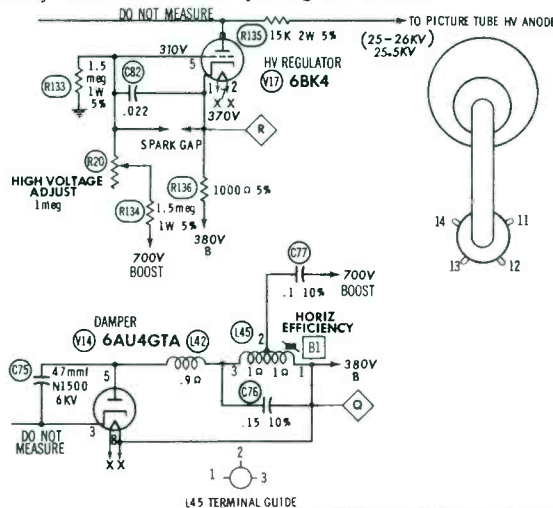 DO NOT MEASURE
R135
15K 2W 5%
TO PICTURE TUBE HV ANODE
(25-26KV)
25.5KV
310V
5
HV REGULATOR
V17 6BK4
R133
1.5
meg
1W
5%
C82
.022
1
2
X X
370V
R
SPARK GAP
R20
HIGH VOLTAGE
ADJUST
1meg
R136
1000Ω 5%
R134
1.5meg
1W 5%
380V
B
700V
BOOST
14
11
13
12
C77
.1 10%
700V
BOOST
DAMPER
V14 6AU4GTA
L42
.9Ω
L45
HORIZ
EFFICIENCY
B1
2
3
1Ω
1Ω
1
380V
B
C75
47mmf
N1500
6KV
5
C76
.15 10%
Q
DO NOT
MEASURE
3
8
X X
2
1
3
L45 TERMINAL GUIDE